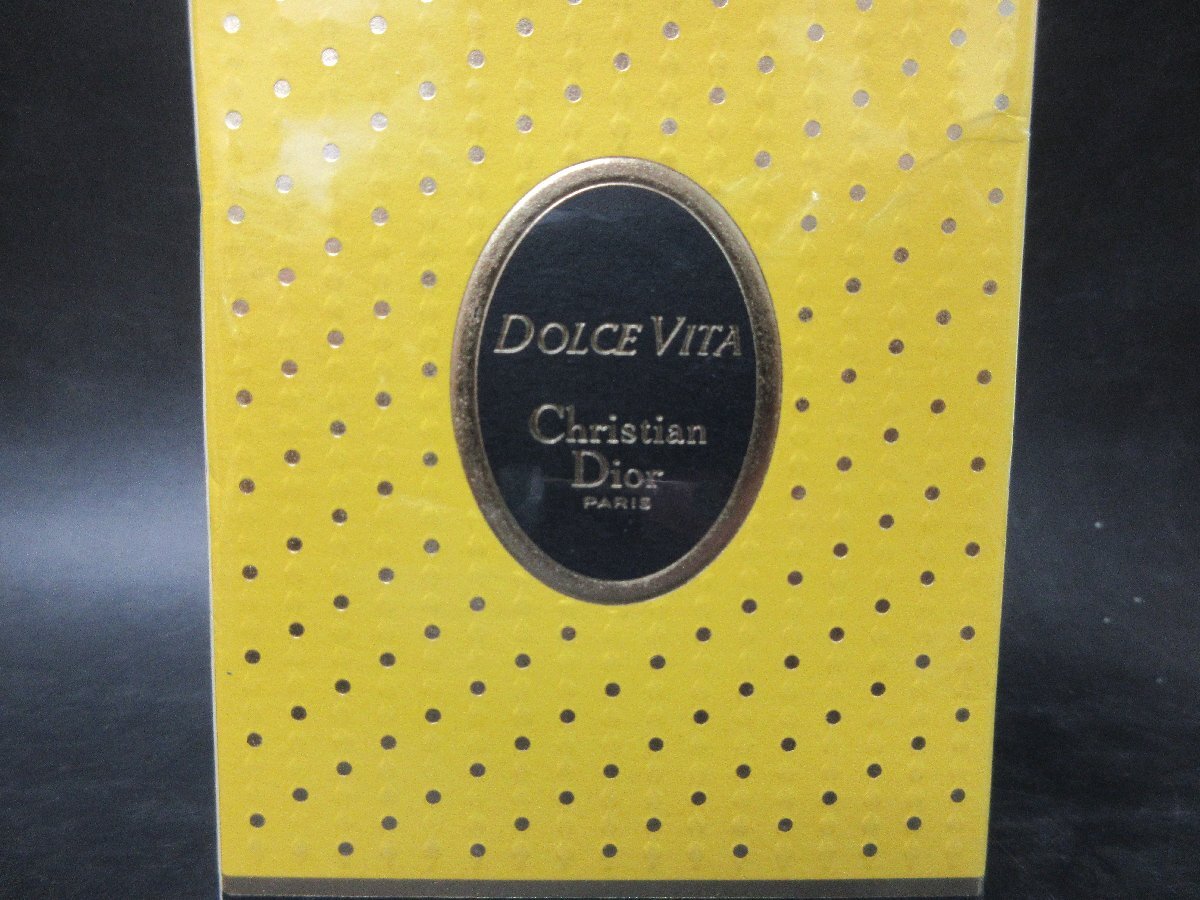 DOLCE VITA
Christian
Dior
PARIS